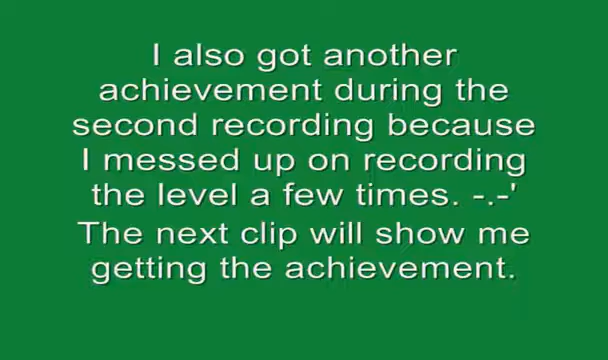 I also got another
achievement during the
second recording because
I messed up on recording
the level a few times. -.-'
The next clip will show me
getting the achievement.